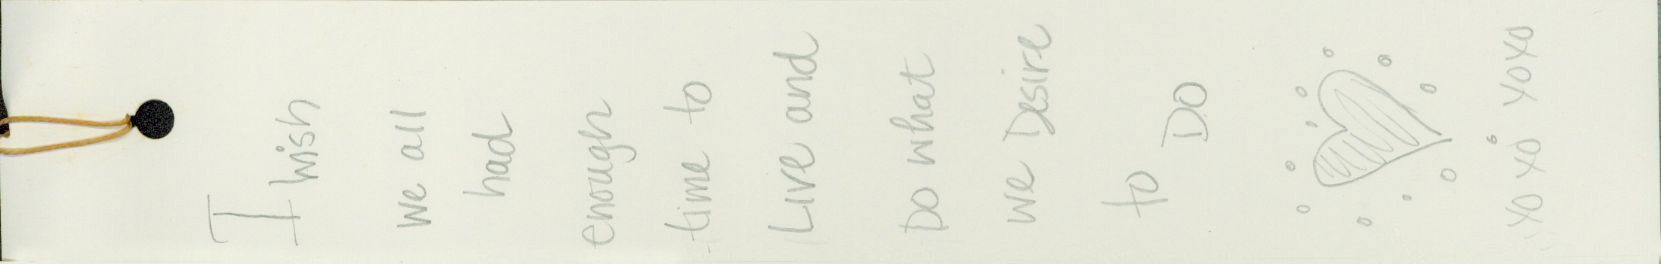 I wish
we all
had
enough
time to
Live and
Do what
we Desire
to DO
xo xo xoxo